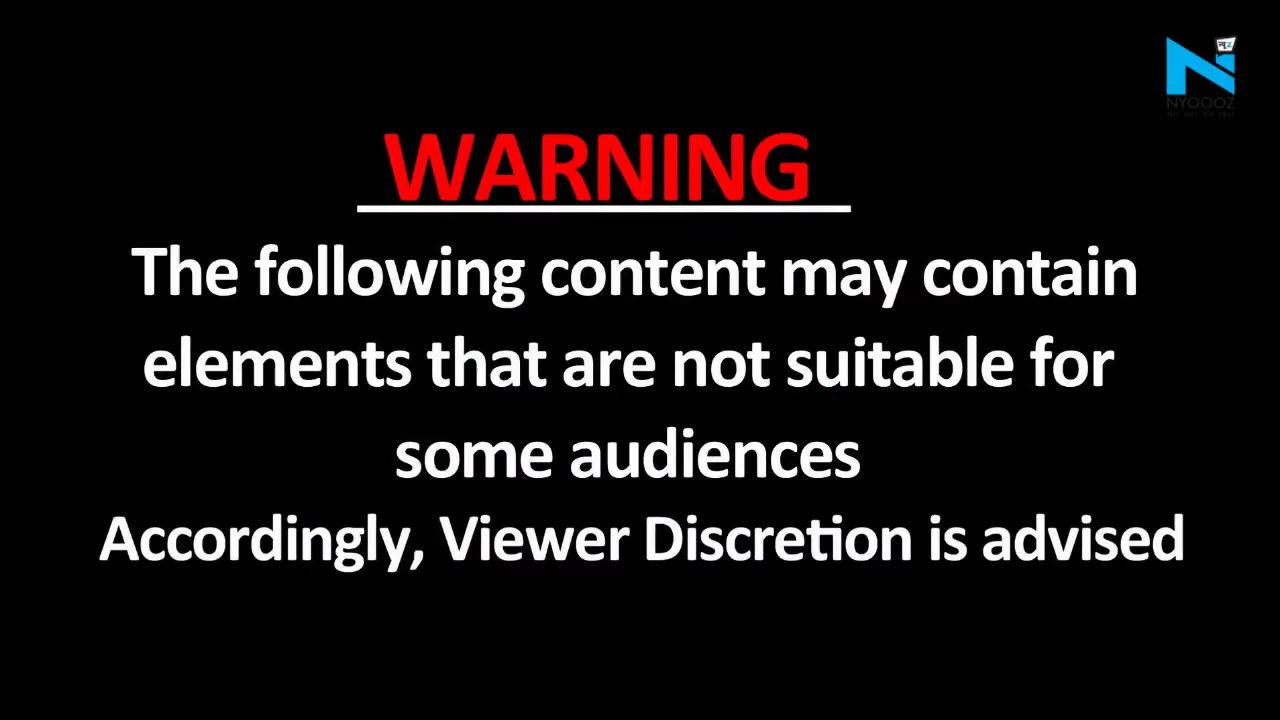 WARNING
The following content may contain
elements that are not suitable for
some audiences
Accordingly, Viewer Discretion is advised
NYOOOZ